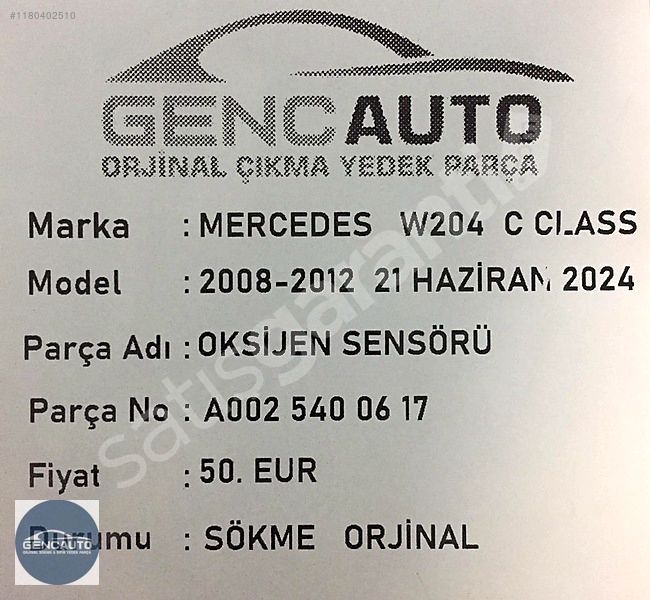 #1180402510
GENCAUTO
ORJİNAL ÇIKMA YEDEK PARÇA
Marka : MERCEDES W204 C CLASS
Model : 2008-2012 21 HAZİRAN 2024
Parça Adı : OKSİJEN SENSÖRÜ
Parça No : A002 540 06 17
Fiyat : 50. EUR
Durumu : SÖKME ORJİNAL
satışgaranti
GENCAUTO